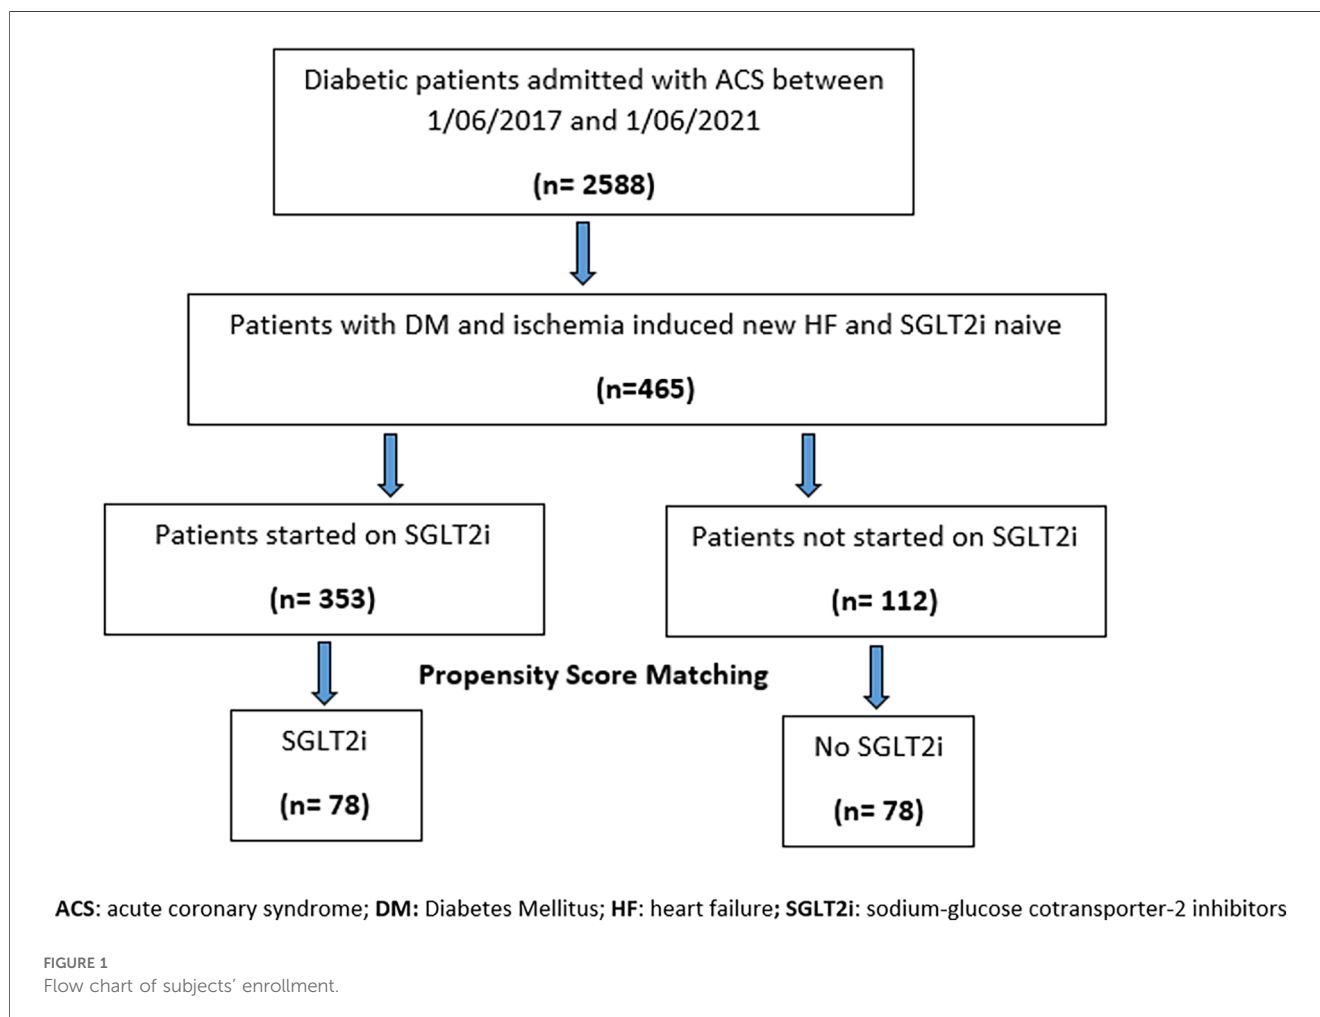 Diabetic patients admitted with ACS between
1/06/2017 and 1/06/2021
(n= 2588)
Patients with DM and ischemia induced new HF and SGLT2i naive
(n=465)
Patients started on SGLT2i
(n= 353)
Patients not started on SGLT2i
(n= 112)
Propensity Score Matching
SGLT2i
(n= 78)
No SGLT2i
(n= 78)
ACS: acute coronary syndrome; DM: Diabetes Mellitus; HF: heart failure; SGLT2i: sodium-glucose cotransporter-2 inhibitors
FIGURE 1
Flow chart of subjects’ enrollment.